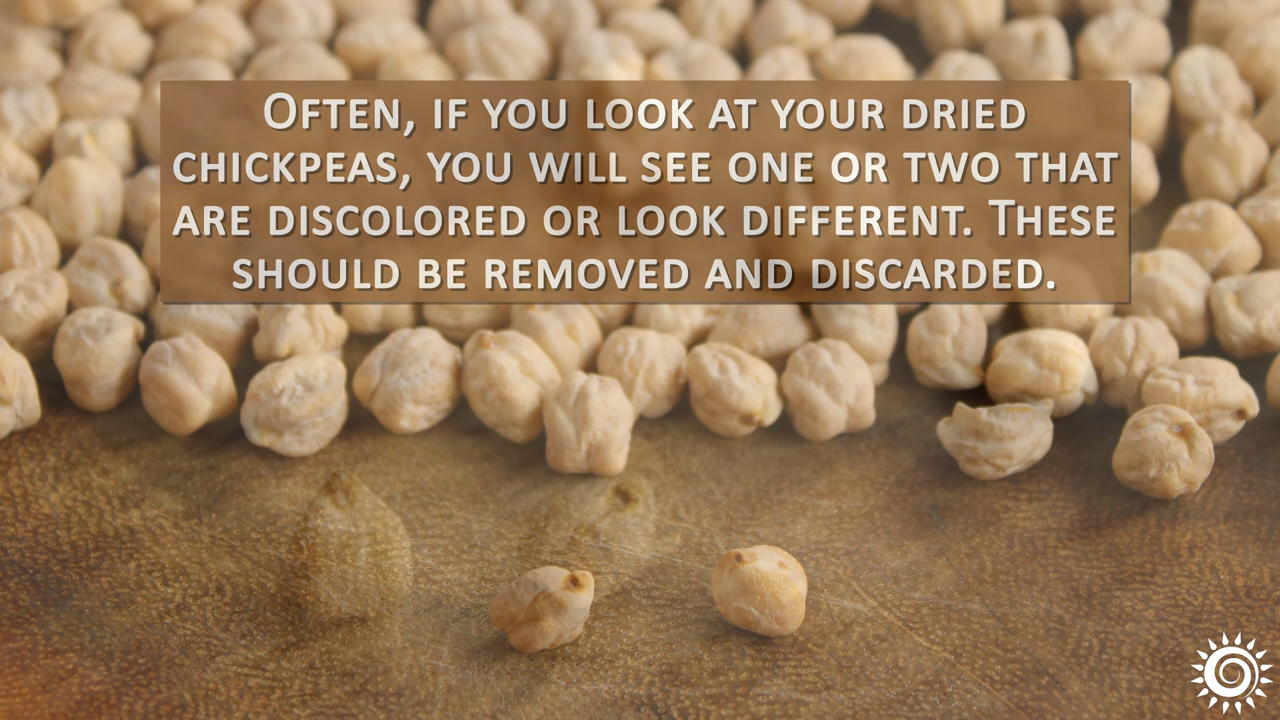 Often, if you look at your dried
chickpeas, you will see one or two that
are discolored or look different. These
should be removed and discarded.